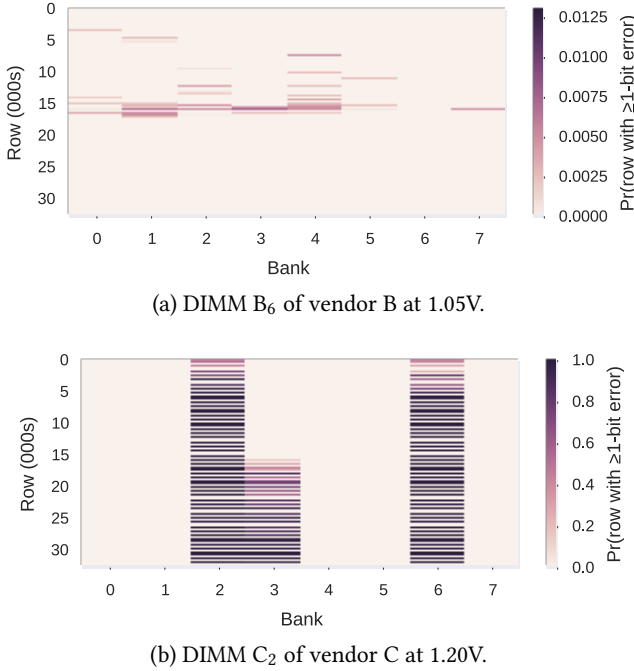 0
5
10
15
20
25
30
Row (000s)
0 1 2 3 4 5 6 7
Bank
0.0125
0.0100
0.0075
0.0050
0.0025
0.0000
Pr(row with ≥1-bit error)
(a) DIMM B₆ of vendor B at 1.05V.
0
5
10
15
20
25
30
Row (000s)
0 1 2 3 4 5 6 7
Bank
1.0
0.8
0.6
0.4
0.2
0.0
Pr(row with ≥1-bit error)
(b) DIMM C₂ of vendor C at 1.20V.